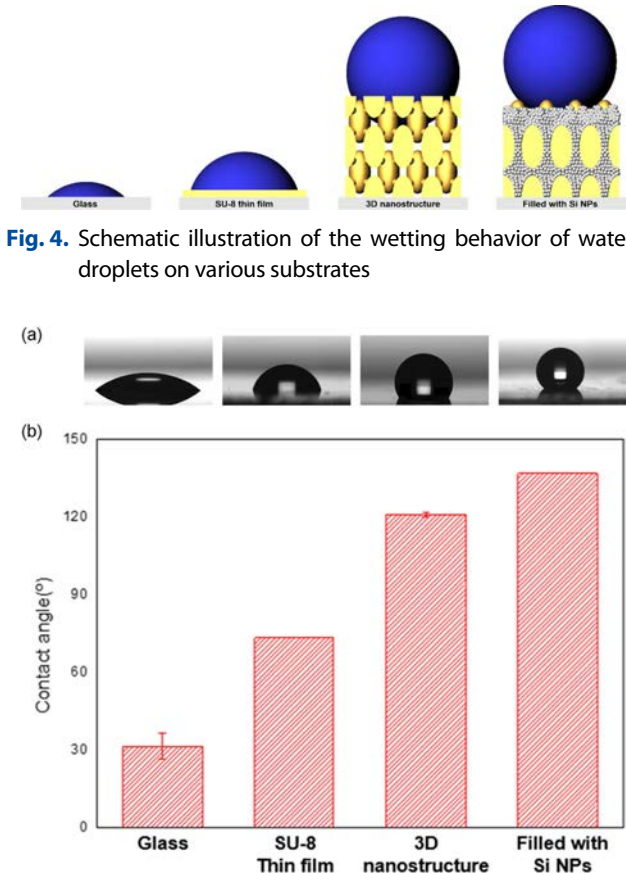 Glass
SU-8 thin film
3D nanostructure
Filled with Si NPs
Fig. 4. Schematic illustration of the wetting behavior of wate
droplets on various substrates
(a)
(b)
150
120
90
60
30
0
Contact angle(º)
Glass
SU-8
Thin film
3D
nanostructure
Filled with
Si NPs